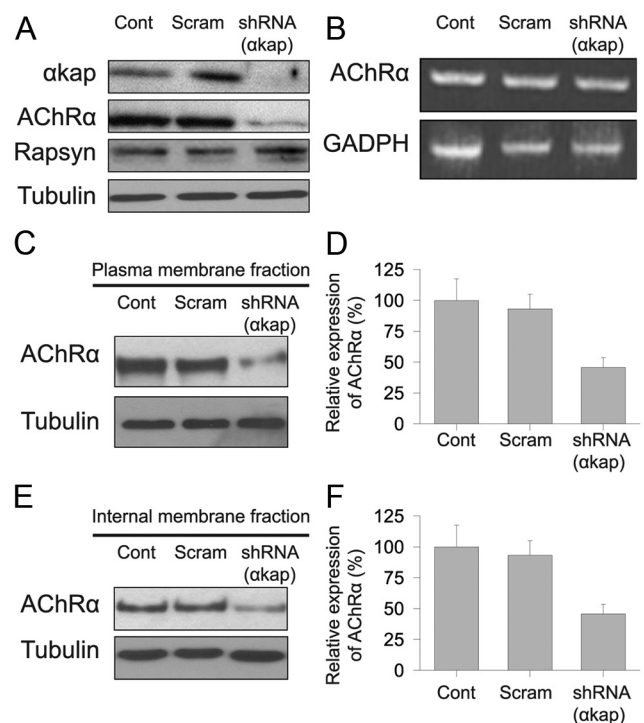 A
Cont Scram shRNA
(αkap)
αkap
AChRα
Rapsyn
Tubulin
B
Cont Scram shRNA
(αkap)
AChRα
GADPH
C
Plasma membrane fraction
Cont Scram shRNA
(αkap)
AChRα
Tubulin
D
Relative expression
of AChRα (%)
125
100
75
50
25
0
Cont Scram shRNA
(αkap)
E
Internal membrane fraction
Cont Scram shRNA
(αkap)
AChRα
Tubulin
F
Relative expression
of AChRα (%)
125
100
75
50
25
0
Cont Scram shRNA
(αkap)